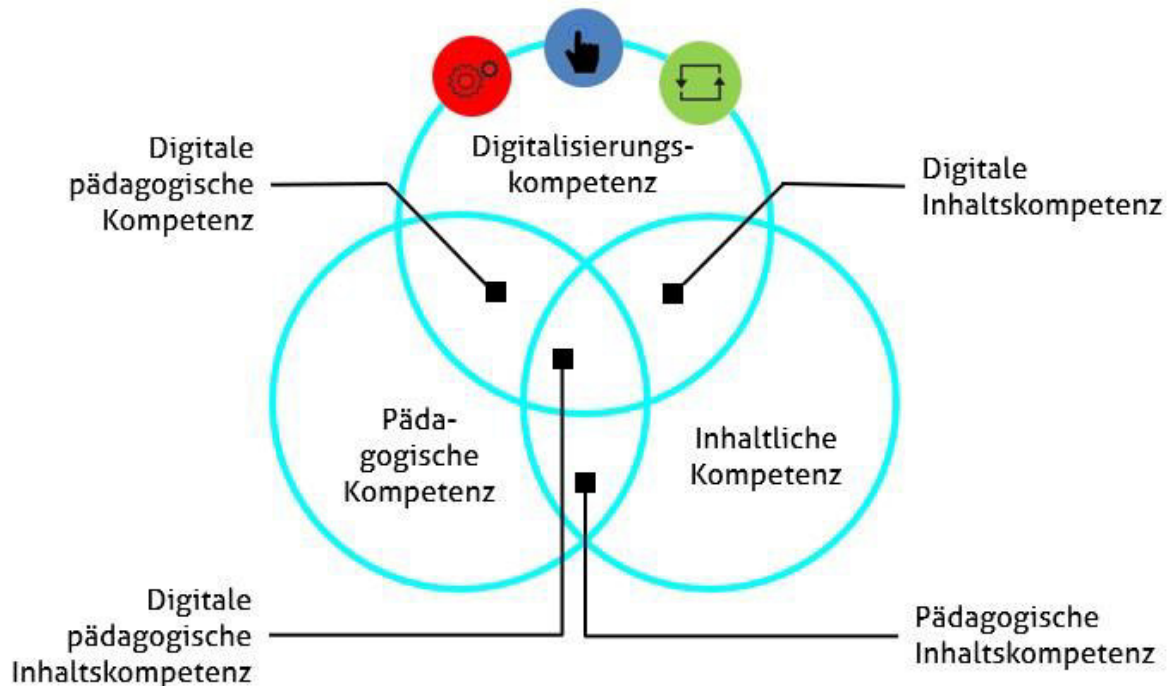 Digitale
pädagogische
Kompetenz
Digitalisierungs-
kompetenz
Digitale
Inhaltskompetenz
Päda-
gogische
Kompetenz
Inhaltliche
Kompetenz
Digitale
pädagogische
Inhaltskompetenz
Pädagogische
Inhaltskompetenz